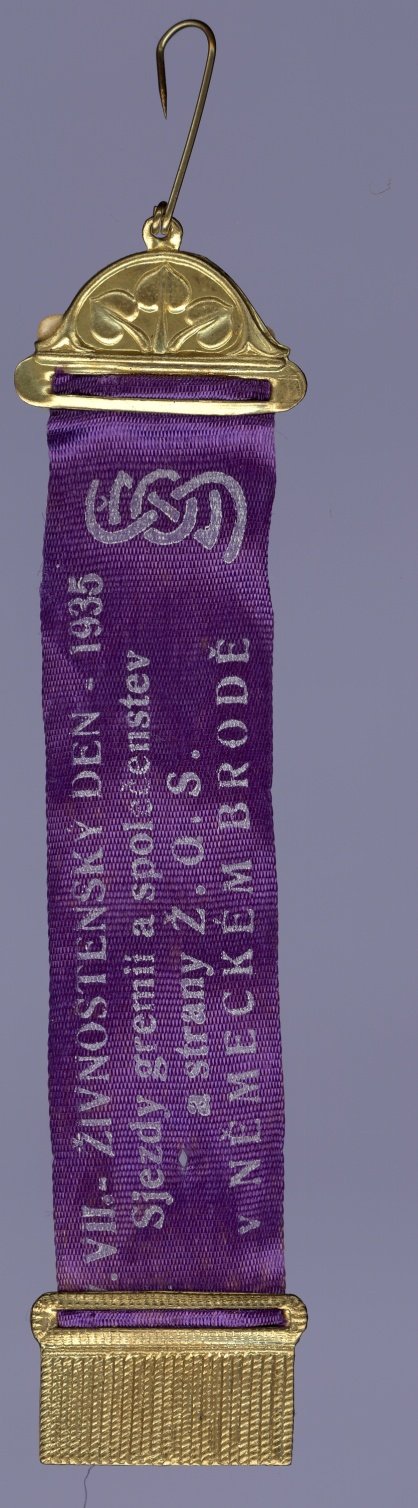 . VII. - ŽIVNOSTENSKÝ DEN - 1935
Sjezdy gremií a společenstev
a strany Ž. O. S.
v NĚMECKÉM BRODĚ